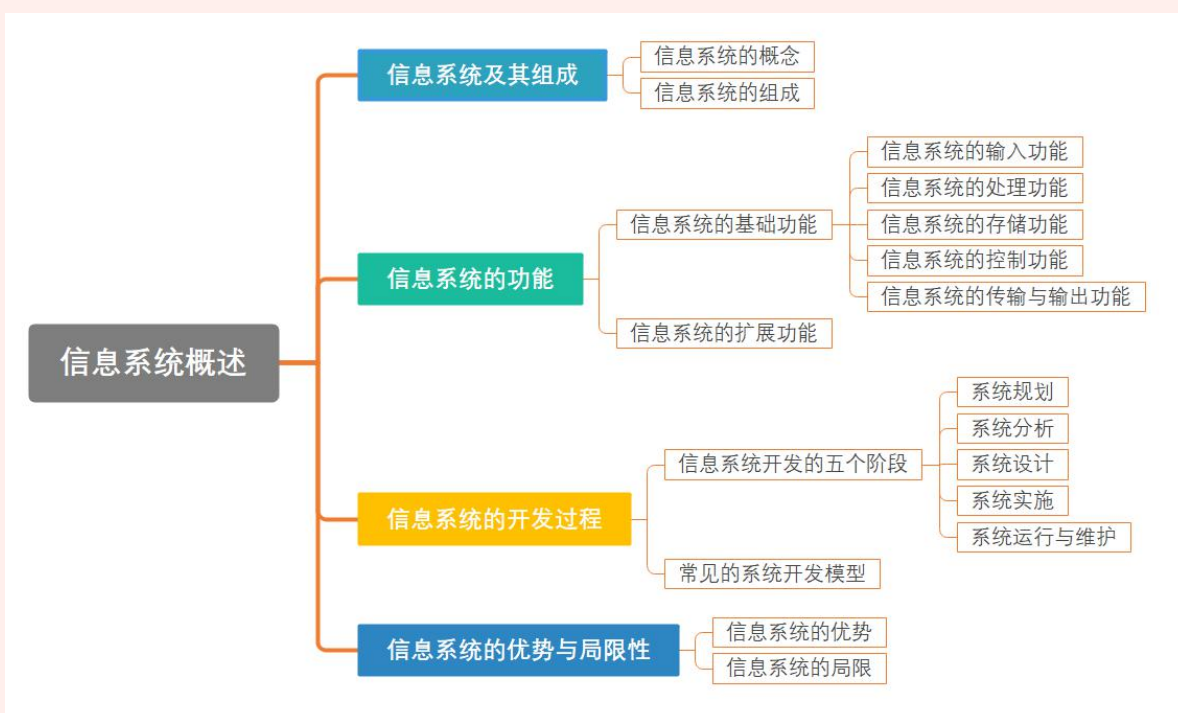 信息系统概述
信息系统及其组成
信息系统的概念
信息系统的组成
信息系统的功能
信息系统的基础功能
信息系统的输入功能
信息系统的处理功能
信息系统的存储功能
信息系统的控制功能
信息系统的传输与输出功能
信息系统的扩展功能
信息系统的开发过程
信息系统开发的五个阶段
系统规划
系统分析
系统设计
系统实施
系统运行与维护
常见的系统开发模型
信息系统的优势与局限性
信息系统的优势
信息系统的局限